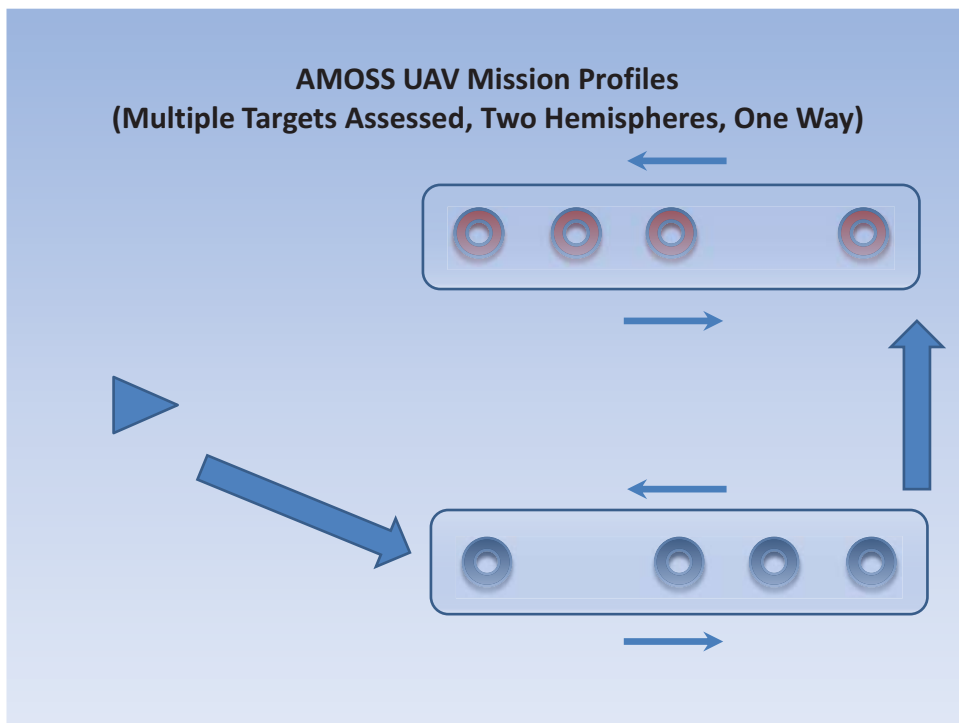 AMOSS UAV Mission Profiles
(Multiple Targets Assessed, Two Hemispheres, One Way)